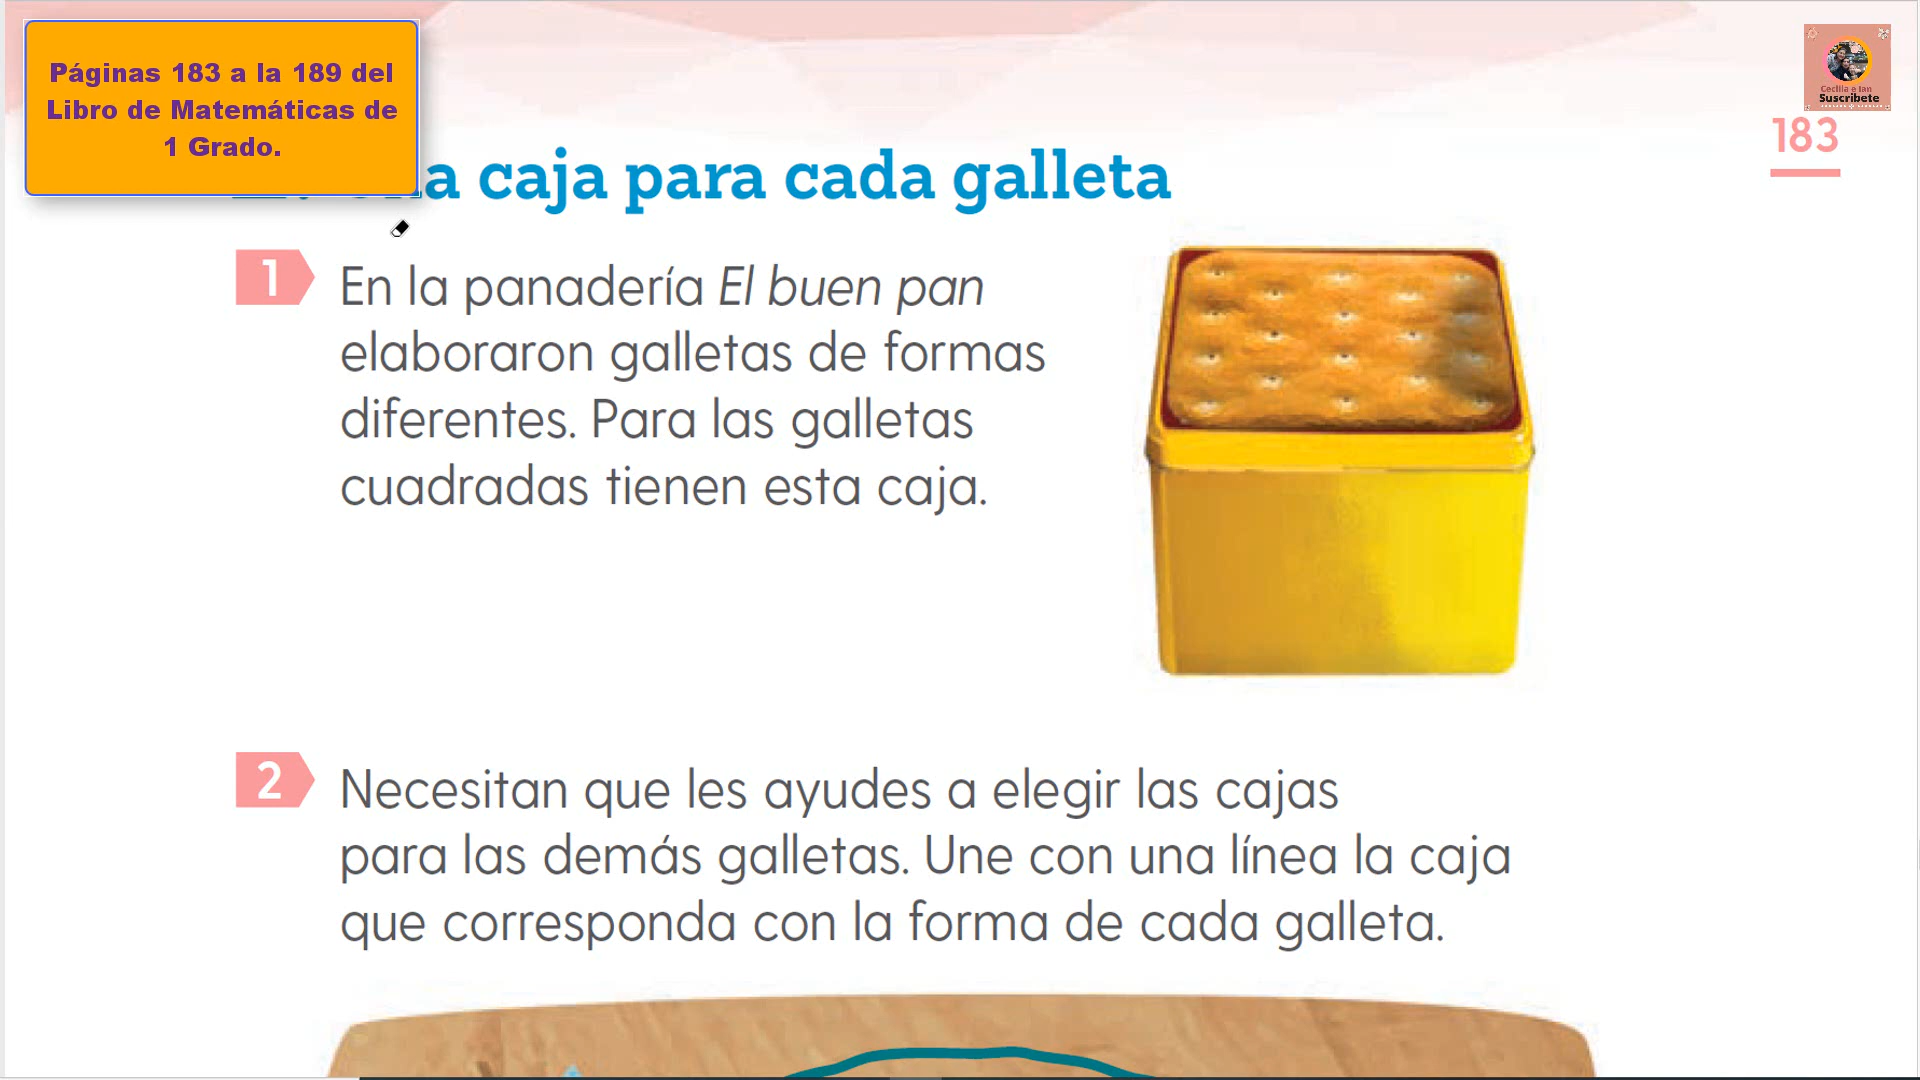 Páginas 183 a la 189 del
Libro de Matemáticas de
1 Grado.
Cecilia e Ian
Suscribete
183
caja para cada galleta
1
En la panadería El buen pan
elaboraron galletas de formas
diferentes. Para las galletas
cuadradas tienen esta caja.
2
Necesitan que les ayudes a elegir las cajas
para las demás galletas. Une con una línea la caja
que corresponda con la forma de cada galleta.